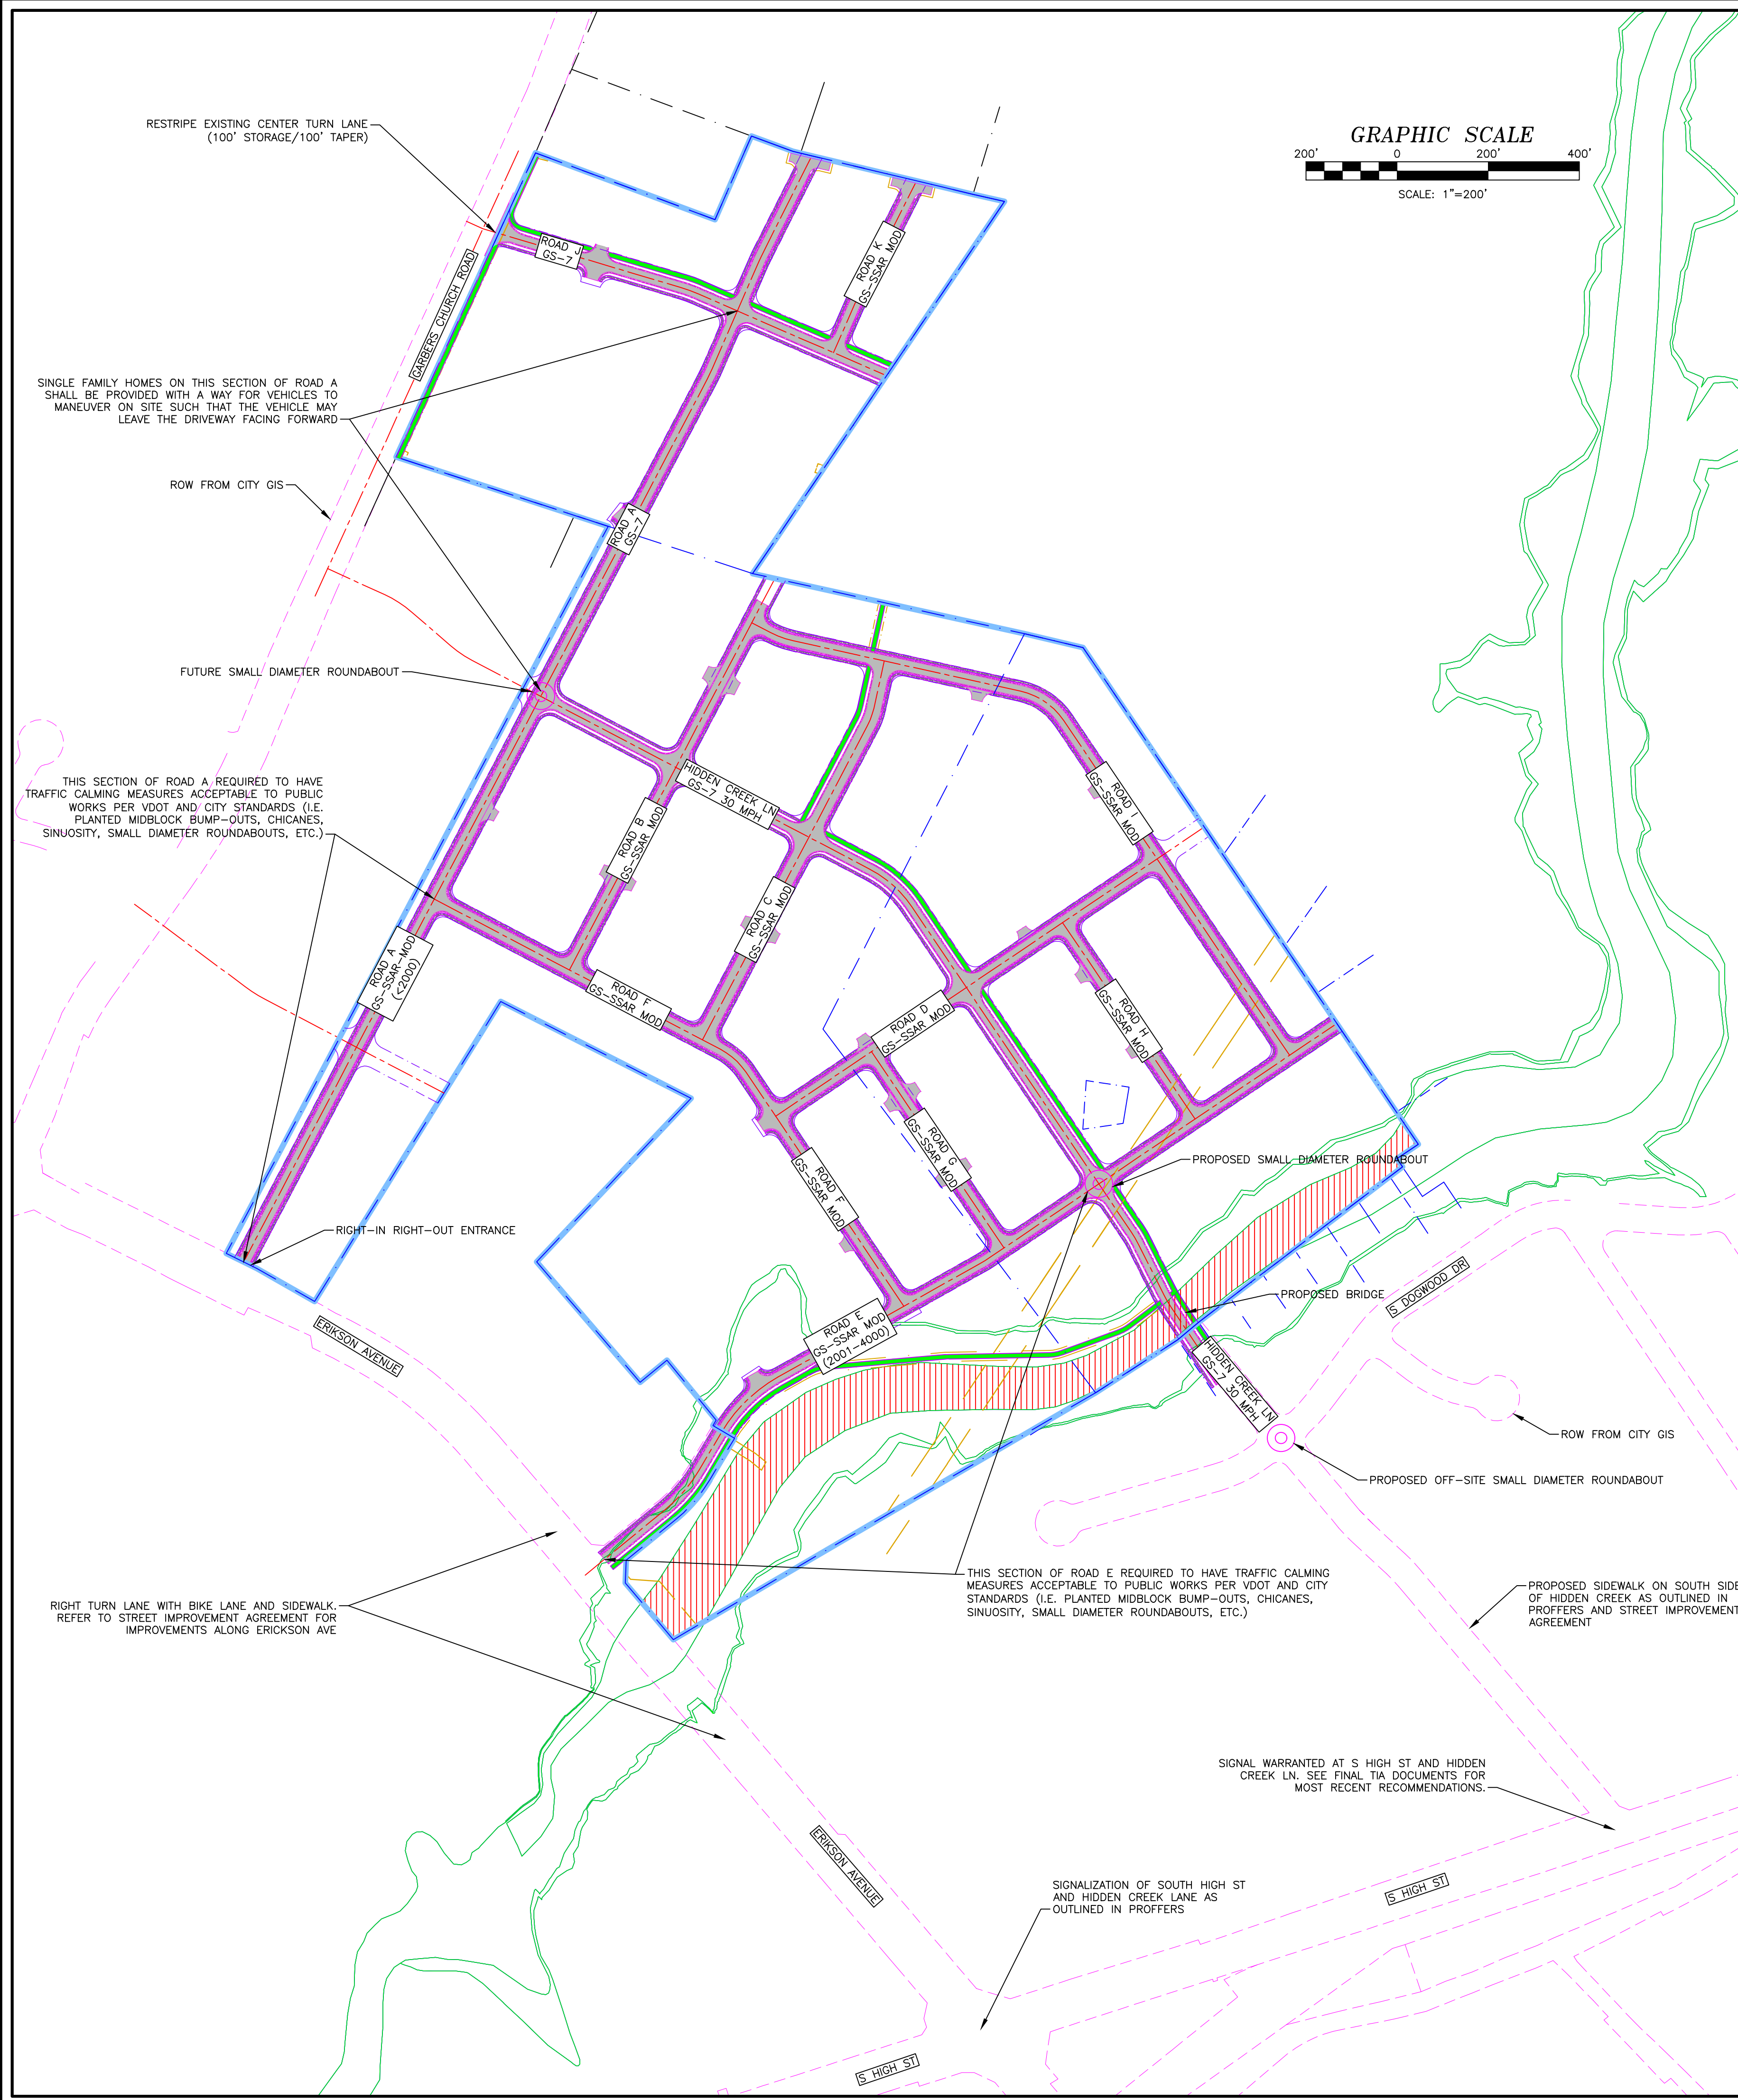 RESTRIPE EXISTING CENTER TURN LANE
(100' STORAGE/100' TAPER)
GRAPHIC SCALE
200' 0 200' 400'
SCALE: 1"=200'
ROAD J
GS-7
ROAD K
GS-SSAR MOD
GARBERS CHURCH ROAD
SINGLE FAMILY HOMES ON THIS SECTION OF ROAD A
SHALL BE PROVIDED WITH A WAY FOR VEHICLES TO
MANEUVER ON SITE SUCH THAT THE VEHICLE MAY
LEAVE THE DRIVEWAY FACING FORWARD
ROW FROM CITY GIS
ROAD A
GS-7
FUTURE SMALL DIAMETER ROUNDABOUT
THIS SECTION OF ROAD A REQUIRED TO HAVE
TRAFFIC CALMING MEASURES ACCEPTABLE TO PUBLIC
WORKS PER VDOT AND CITY STANDARDS (I.E.
PLANTED MIDBLOCK BUMP-OUTS, CHICANES,
SINUOSITY, SMALL DIAMETER ROUNDABOUTS, ETC.)
HIDDEN CREEK LN
GS-7 30 MPH
ROAD I
GS-SSAR MOD
ROAD B
GS-SSAR MOD
ROAD C
GS-SSAR MOD
ROAD A
GS-SSAR-MOD
(<2000)
ROAD F
GS-SSAR MOD
ROAD D
GS-SSAR MOD
ROAD H
GS-SSAR MOD
ROAD G
GS-SSAR MOD
ROAD F
GS-SSAR MOD
PROPOSED SMALL DIAMETER ROUNDABOUT
RIGHT-IN RIGHT-OUT ENTRANCE
PROPOSED BRIDGE
S DOGWOOD DR
ERIKSON AVENUE
ROAD E
GS-SSAR MOD
(2001-4000)
HIDDEN CREEK LN
GS-7 30 MPH
ROW FROM CITY GIS
PROPOSED OFF-SITE SMALL DIAMETER ROUNDABOUT
THIS SECTION OF ROAD E REQUIRED TO HAVE TRAFFIC CALMING
MEASURES ACCEPTABLE TO PUBLIC WORKS PER VDOT AND CITY
STANDARDS (I.E. PLANTED MIDBLOCK BUMP-OUTS, CHICANES,
SINUOSITY, SMALL DIAMETER ROUNDABOUTS, ETC.)
PROPOSED SIDEWALK ON SOUTH SIDE
OF HIDDEN CREEK AS OUTLINED IN
PROFFERS AND STREET IMPROVEMENT
AGREEMENT
RIGHT TURN LANE WITH BIKE LANE AND SIDEWALK.
REFER TO STREET IMPROVEMENT AGREEMENT FOR
IMPROVEMENTS ALONG ERICKSON AVE
SIGNAL WARRANTED AT S HIGH ST AND HIDDEN
CREEK LN. SEE FINAL TIA DOCUMENTS FOR
MOST RECENT RECOMMENDATIONS.
ERIKSON AVENUE
SIGNALIZATION OF SOUTH HIGH ST
AND HIDDEN CREEK LANE AS
OUTLINED IN PROFFERS
S HIGH ST
S HIGH ST